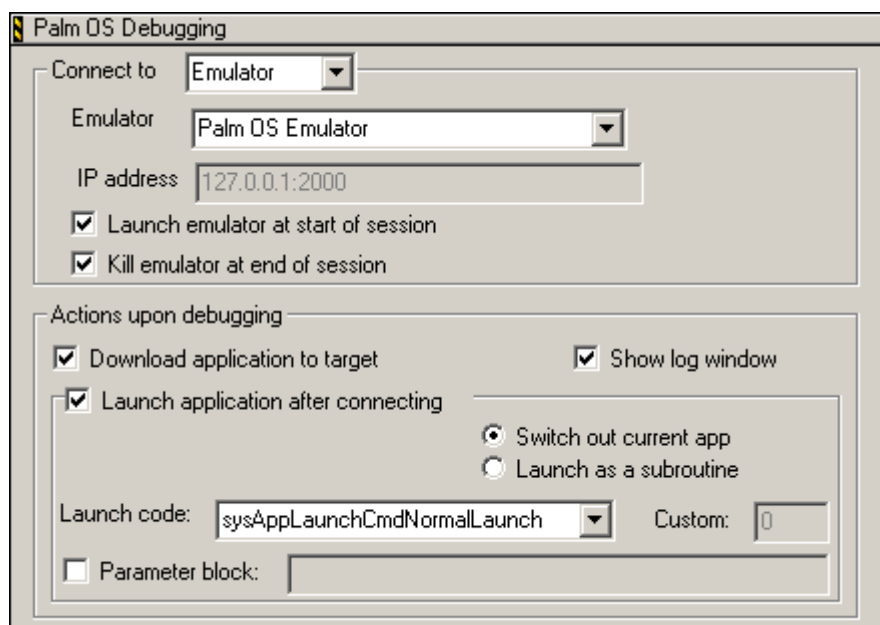 Palm OS Debugging
Connect to Emulator
Emulator Palm OS Emulator
IP address 127.0.0.1:2000
Launch emulator at start of session
Kill emulator at end of session
Actions upon debugging
Download application to target Show log window
Launch application after connecting
Switch out current app
Launch as a subroutine
Launch code: sysAppLaunchCmdNormalLaunch Custom: 0
Parameter block: